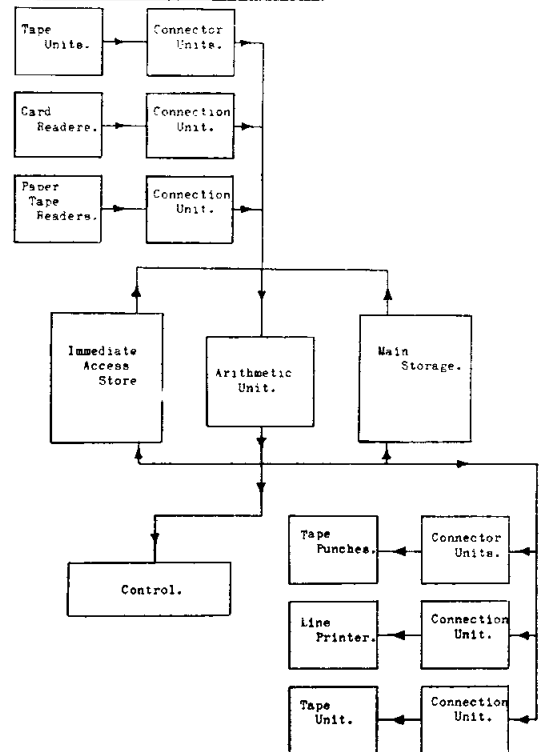 Tape
Units.
Connector
Units.
Card
Readers.
Connection
Unit.
Paper
Tape
Readers.
Connection
Unit.
Immediate
Access
Store
Arithmetic
Unit.
Main
Storage.
Control.
Tape
Punches.
Connector
Units.
Line
Printer.
Connection
Unit.
Tape
Unit.
Connection
Unit.